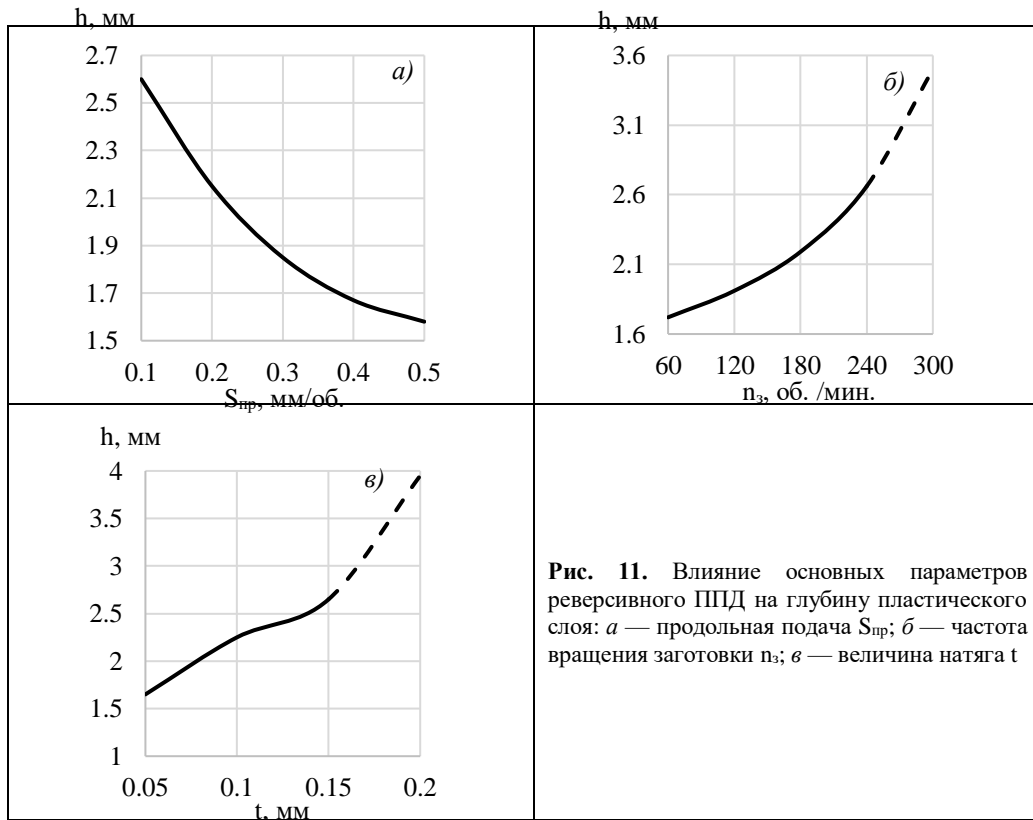 h, мм
а)
2.7
2.5
2.3
2.1
1.9
1.7
1.5
0.1 0.2 0.3 0.4 0.5
Sпр, мм/об.
h, мм
б)
3.6
3.1
2.6
2.1
1.6
60 120 180 240 300
nз, об. /мин.
h, мм
в)
4
3.5
3
2.5
2
1.5
1
0.05 0.1 0.15 0.2
t, мм
Рис. 11. Влияние основных параметров
реверсивного ППД на глубину пластического
слоя: а — продольная подача Sпр; б — частота
вращения заготовки nз; в — величина натяга t